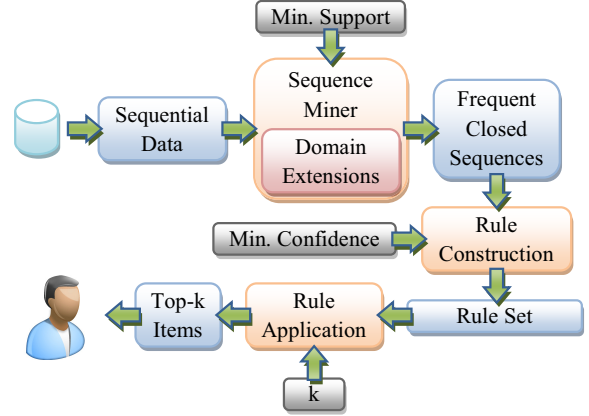 Min. Support
Sequential
Data
Sequence
Miner
Domain
Extensions
Frequent
Closed
Sequences
Min. Confidence
Rule
Construction
Top-k
Items
Rule
Application
Rule Set
k